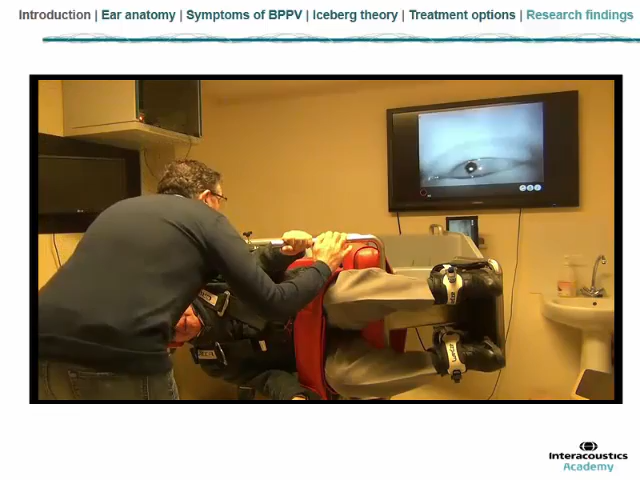 Introduction | Ear anatomy | Symptoms of BPPV | Iceberg theory | Treatment options | Research findings
Interacoustics
Academy